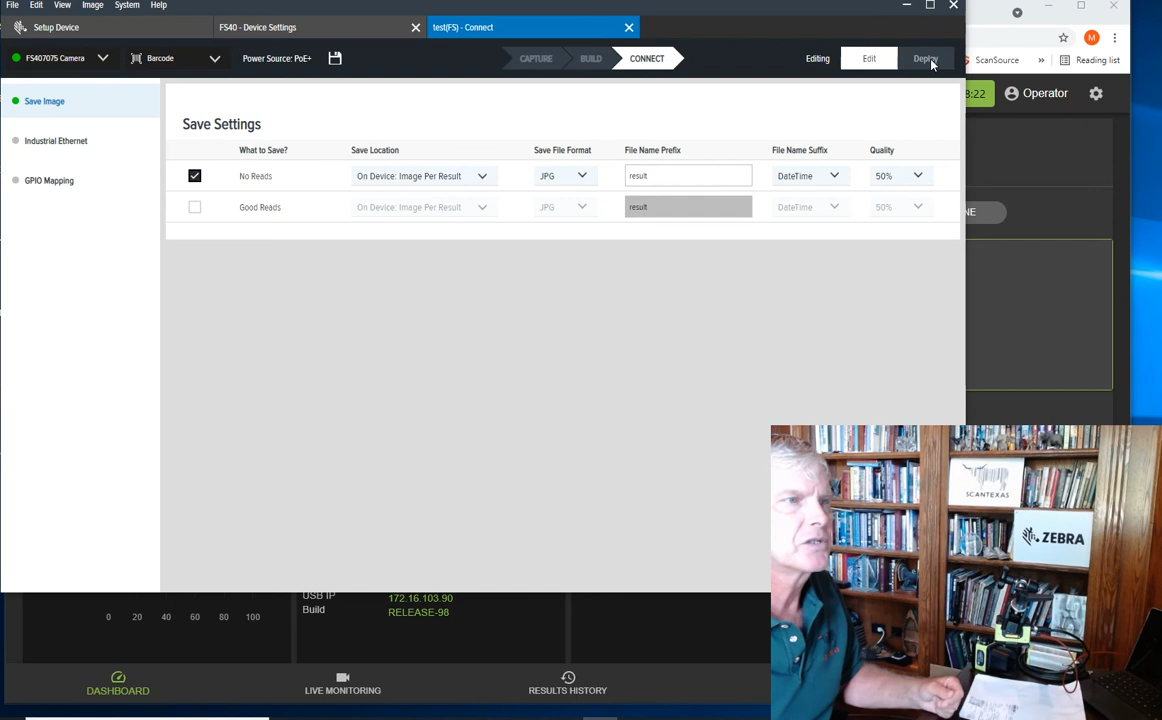 File Edit View Image System Help
Setup Device FS40 - Device Settings test(FS) - Connect
FS407075 Camera Barcode Power Source: PoE+ CAPTURE BUILD CONNECT Editing Edit Deploy
M
ScanSource » Reading list
8:22 Operator
Save Image
Industrial Ethernet
GPIO Mapping
Save Settings
What to Save? Save Location Save File Format File Name Prefix File Name Suffix Quality
No Reads On Device: Image Per Result JPG result DateTime 50%
Good Reads On Device: Image Per Result JPG result DateTime 50%
NE
SCANTEXAS
ZEBRA
USB IP 172.16.103.90
Build RELEASE-98
0 20 40 60 80 100
DASHBOARD LIVE MONITORING RESULTS HISTORY